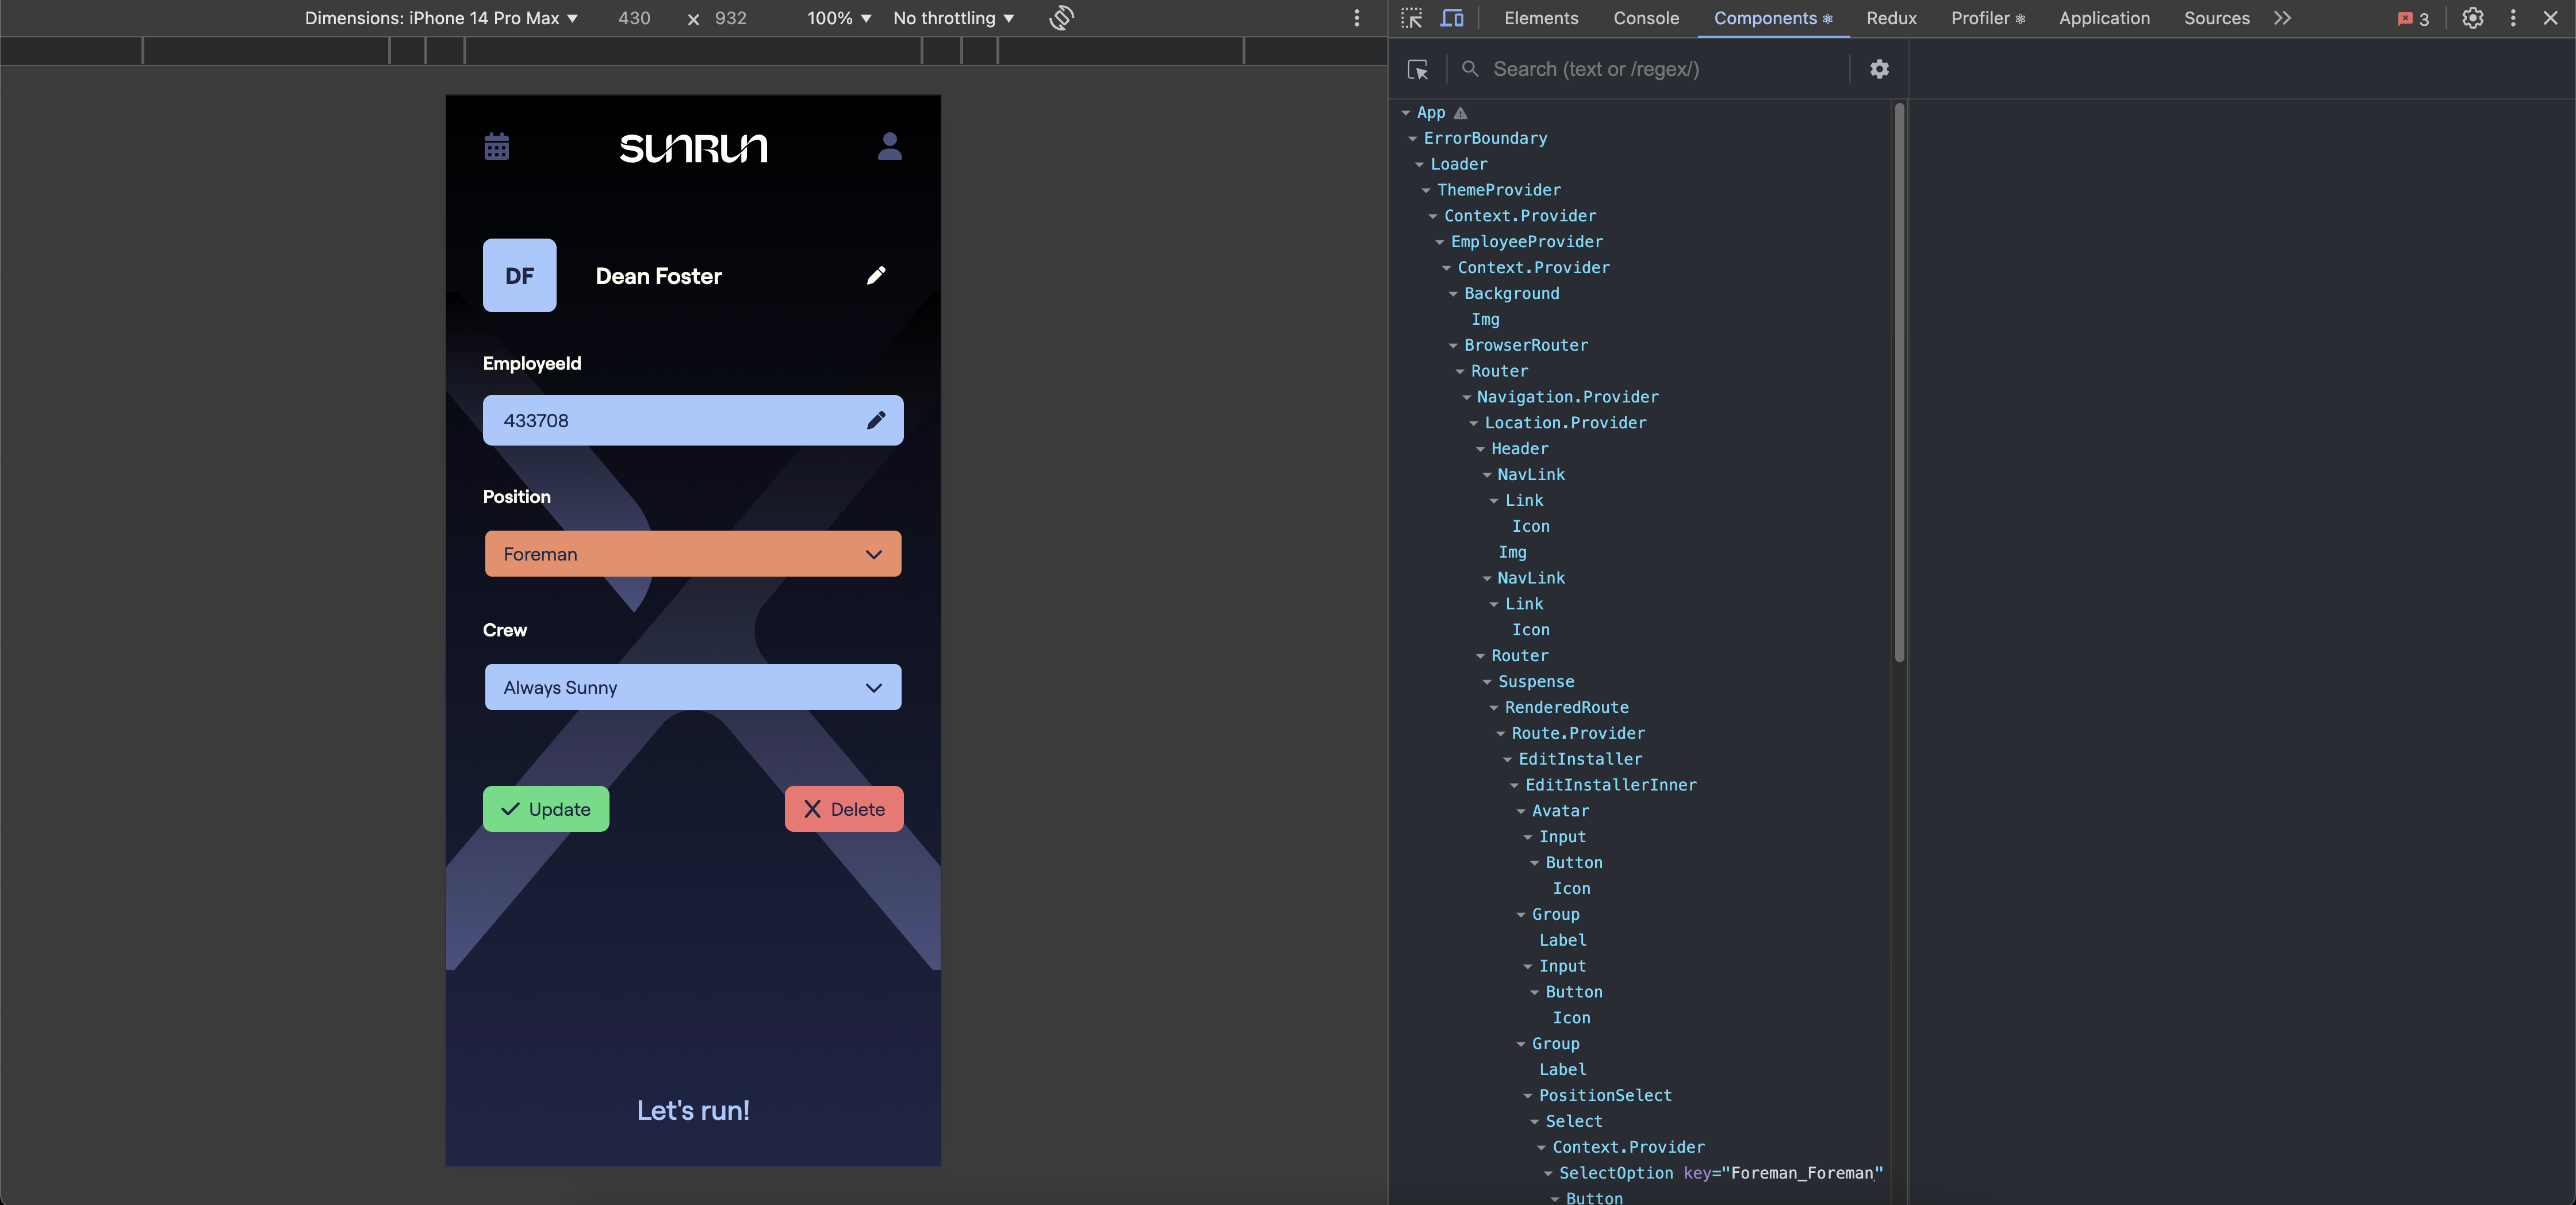 Dimensions: iPhone 14 Pro Max ▼ 430 × 932 100% ▼ No throttling ▼
Elements Console Components ⚛ Redux Profiler ⚛ Application Sources 3
Search (text or /regex/)
sunrun
DF
Dean Foster
EmployeeId
433708
Position
Foreman
Crew
Always Sunny
Update
Delete
Let's run!
App
ErrorBoundary
Loader
ThemeProvider
Context.Provider
EmployeeProvider
Context.Provider
Background
Img
BrowserRouter
Router
Navigation.Provider
Location.Provider
Header
NavLink
Link
Icon
Img
NavLink
Link
Icon
Router
Suspense
RenderedRoute
Route.Provider
EditInstaller
EditInstallerInner
Avatar
Input
Button
Icon
Group
Label
Input
Button
Icon
Group
Label
PositionSelect
Select
Context.Provider
SelectOption key="Foreman_Foreman"
Button